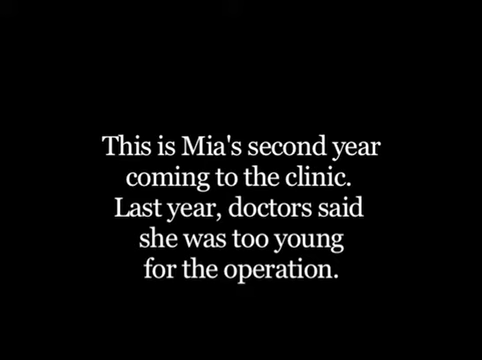 This is Mia's second year
coming to the clinic.
Last year, doctors said
she was too young
for the operation.